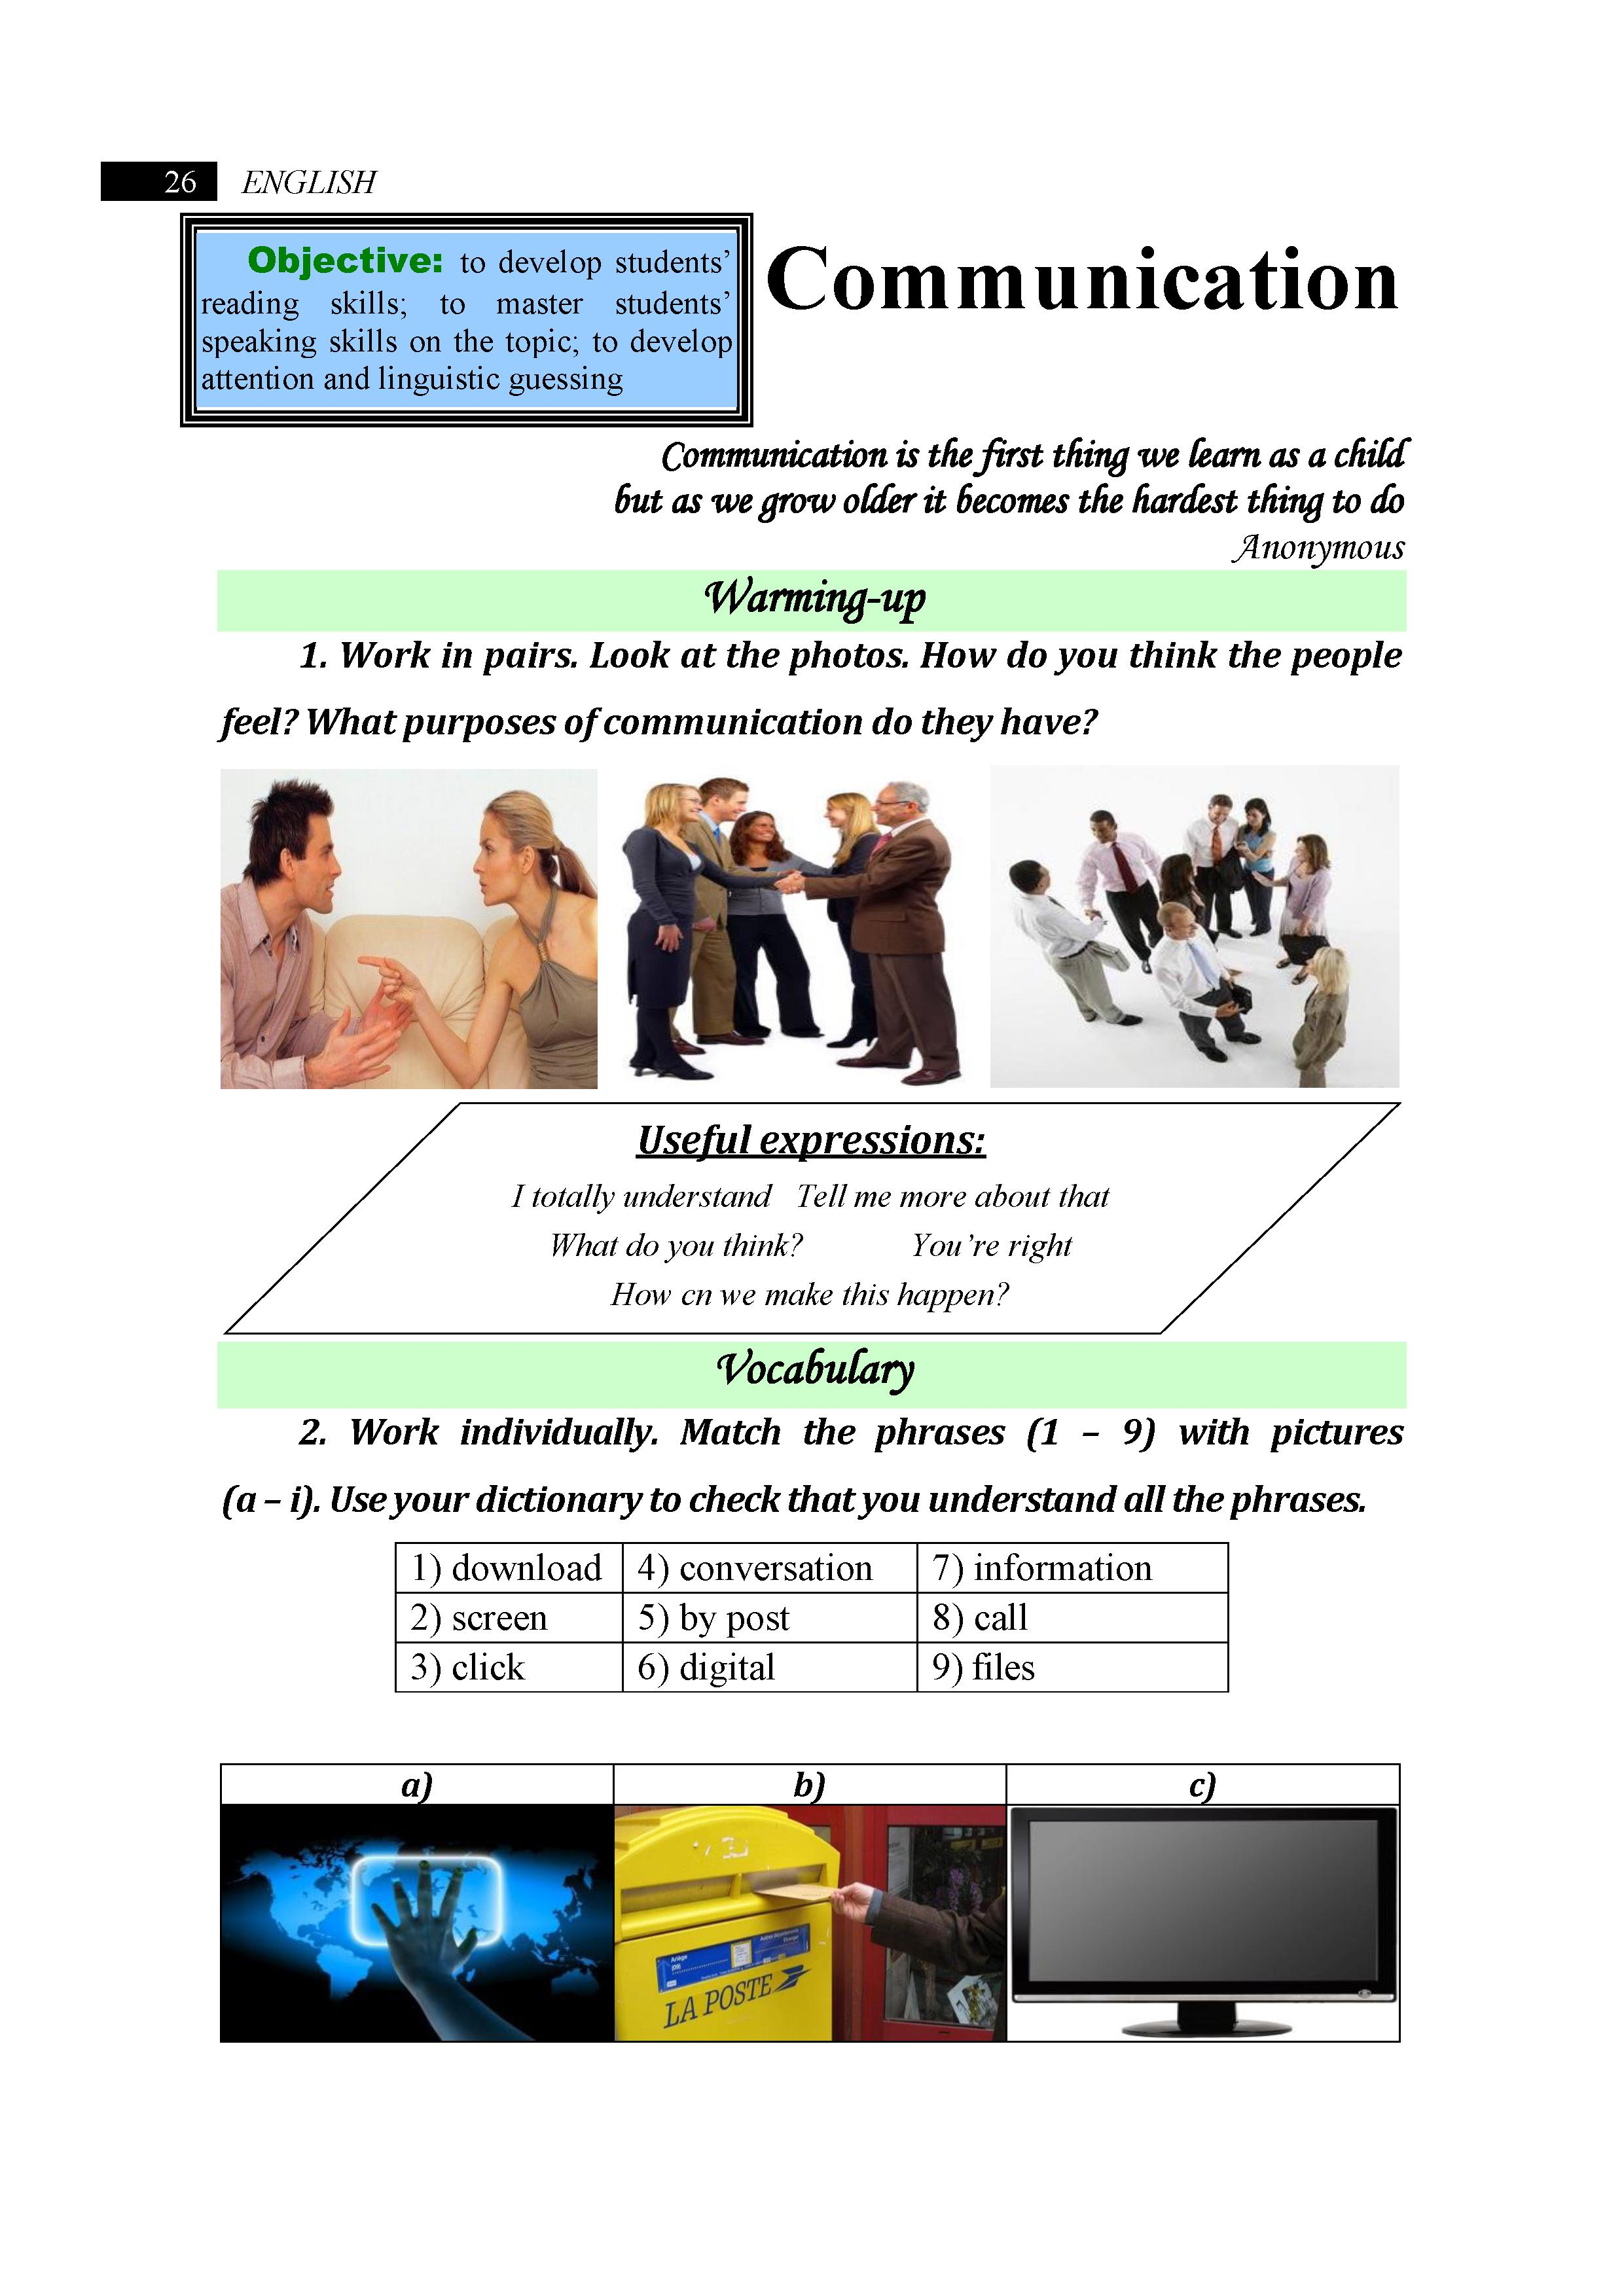 26 ENGLISH
Objective: to develop students’
reading skills; to master students’
speaking skills on the topic; to develop
attention and linguistic guessing
Communication
Communication is the first thing we learn as a child
but as we grow older it becomes the hardest thing to do
Anonymous
Warming-up
1. Work in pairs. Look at the photos. How do you think the people
feel? What purposes of communication do they have?
Useful expressions:
I totally understand Tell me more about that
What do you think? You’re right
How cn we make this happen?
Vocabulary
2. Work individually. Match the phrases (1 – 9) with pictures
(a – i). Use your dictionary to check that you understand all the phrases.
1) download 4) conversation 7) information
2) screen 5) by post 8) call
3) click 6) digital 9) files
a) b) c)
Ariège
(09)
LA POSTE